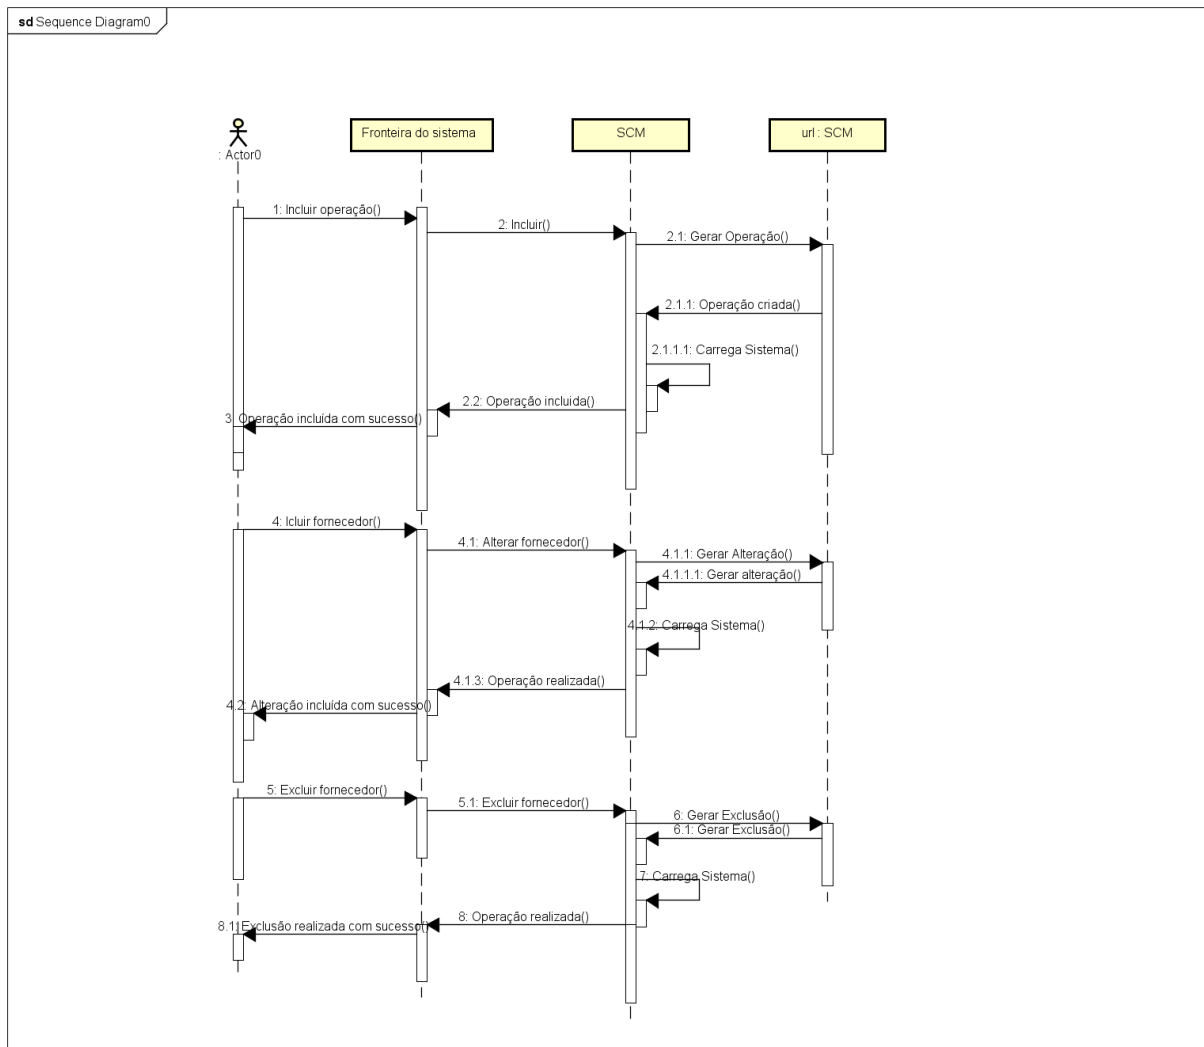 sd Sequence Diagram0
: Actor0
Fronteira do sistema
SCM
url : SCM
1: Incluir operação()
2: Incluir()
2.1: Gerar Operação()
2.1.1: Operação criada()
2.1.1.1: Carrega Sistema()
2.2: Operação incluida()
3: Operação incluída com sucesso()
4: Icluir fornecedor()
4.1: Alterar fornecedor()
4.1.1: Gerar Alteração()
4.1.1.1: Gerar alteração()
4.1.2: Carrega Sistema()
4.1.3: Operação realizada()
4.2: Alteração incluída com sucesso()
5: Excluir fornecedor()
5.1: Excluir fornecedor()
6: Gerar Exclusão()
6.1: Gerar Exclusão()
7: Carrega Sistema()
8: Operação realizada()
8.1: Exclusão realizada com sucesso()